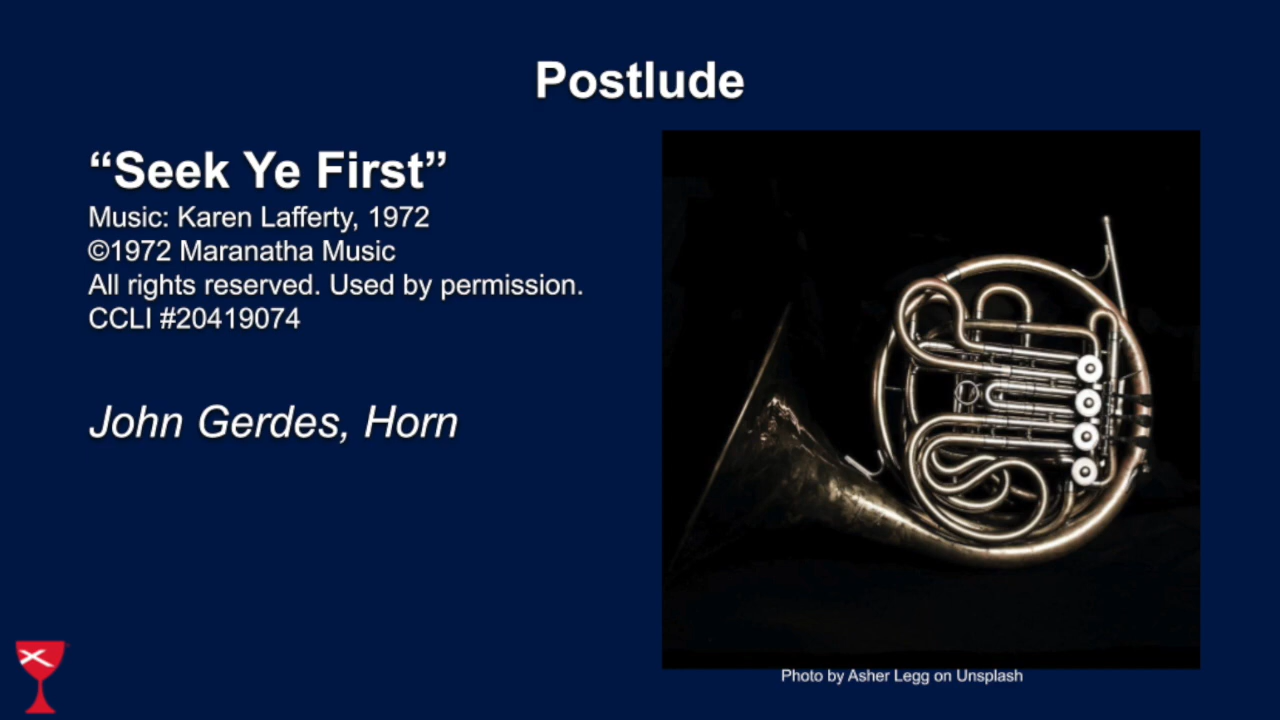 Postlude
“Seek Ye First”
Music: Karen Lafferty, 1972
©1972 Maranatha Music
All rights reserved. Used by permission.
CCLI #20419074
John Gerdes, Horn
Photo by Asher Legg on Unsplash